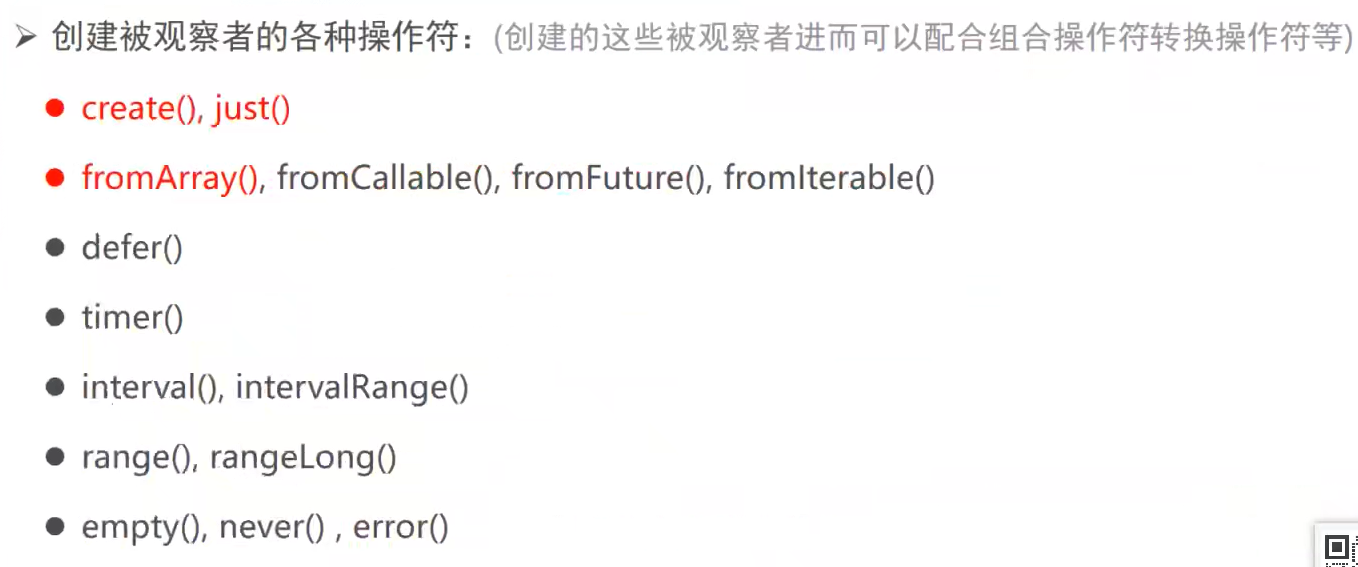 ➢ 创建被观察者的各种操作符：(创建的这些被观察者进而可以配合组合操作符转换操作符等)
● create(), just()
● fromArray(), fromCallable(), fromFuture(), fromIterable()
● defer()
● timer()
● interval(), intervalRange()
● range(), rangeLong()
● empty(), never() , error()